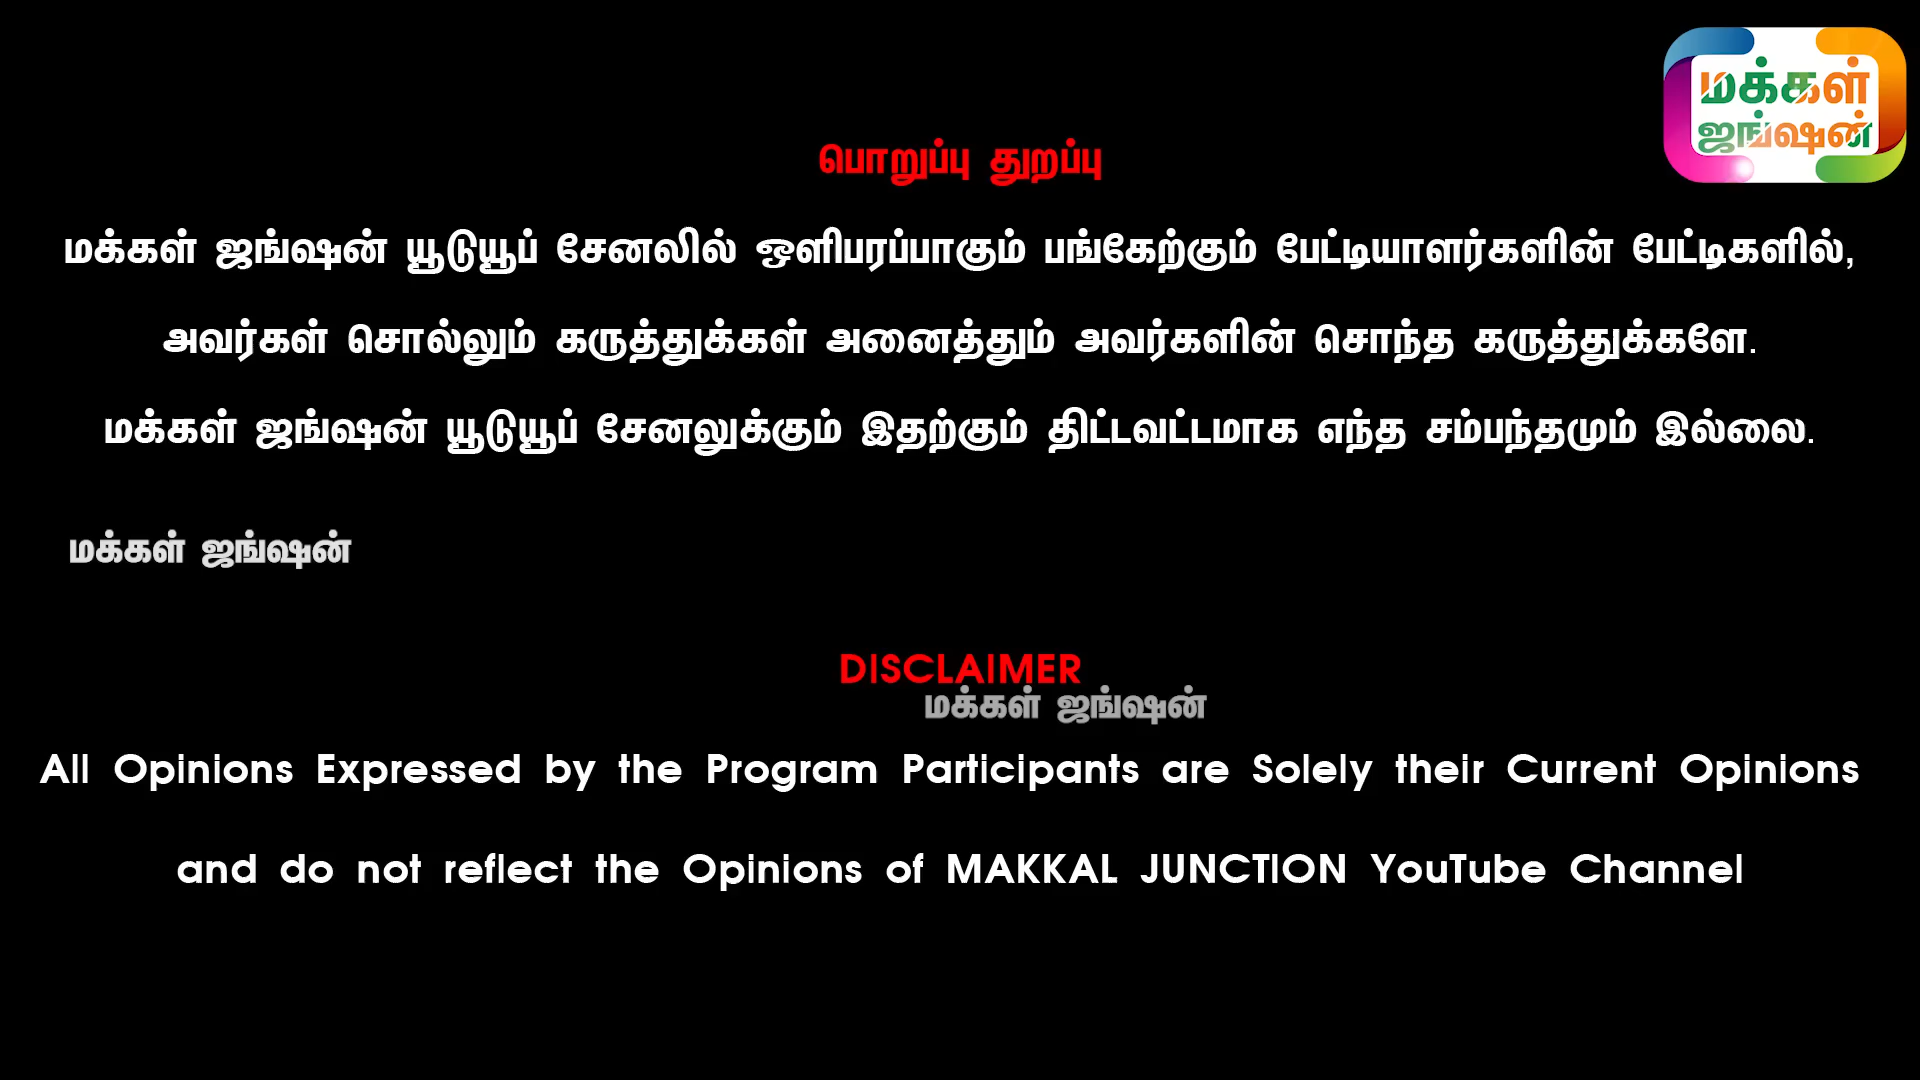 மக்கள்
ஜங்ஷன்
பொறுப்பு துறப்பு
மக்கள் ஜங்ஷன் யூடுயூப் சேனலில் ஒளிபரப்பாகும் பங்கேற்கும் பேட்டியாளர்களின் பேட்டிகளில்,
அவர்கள் சொல்லும் கருத்துக்கள் அனைத்தும் அவர்களின் சொந்த கருத்துக்களே.
மக்கள் ஜங்ஷன் யூடுயூப் சேனலுக்கும் இதற்கும் திட்டவட்டமாக எந்த சம்பந்தமும் இல்லை.
மக்கள் ஜங்ஷன்
DISCLAIMER
மக்கள் ஜங்ஷன்
All Opinions Expressed by the Program Participants are Solely their Current Opinions
and do not reflect the Opinions of MAKKAL JUNCTION YouTube Channel